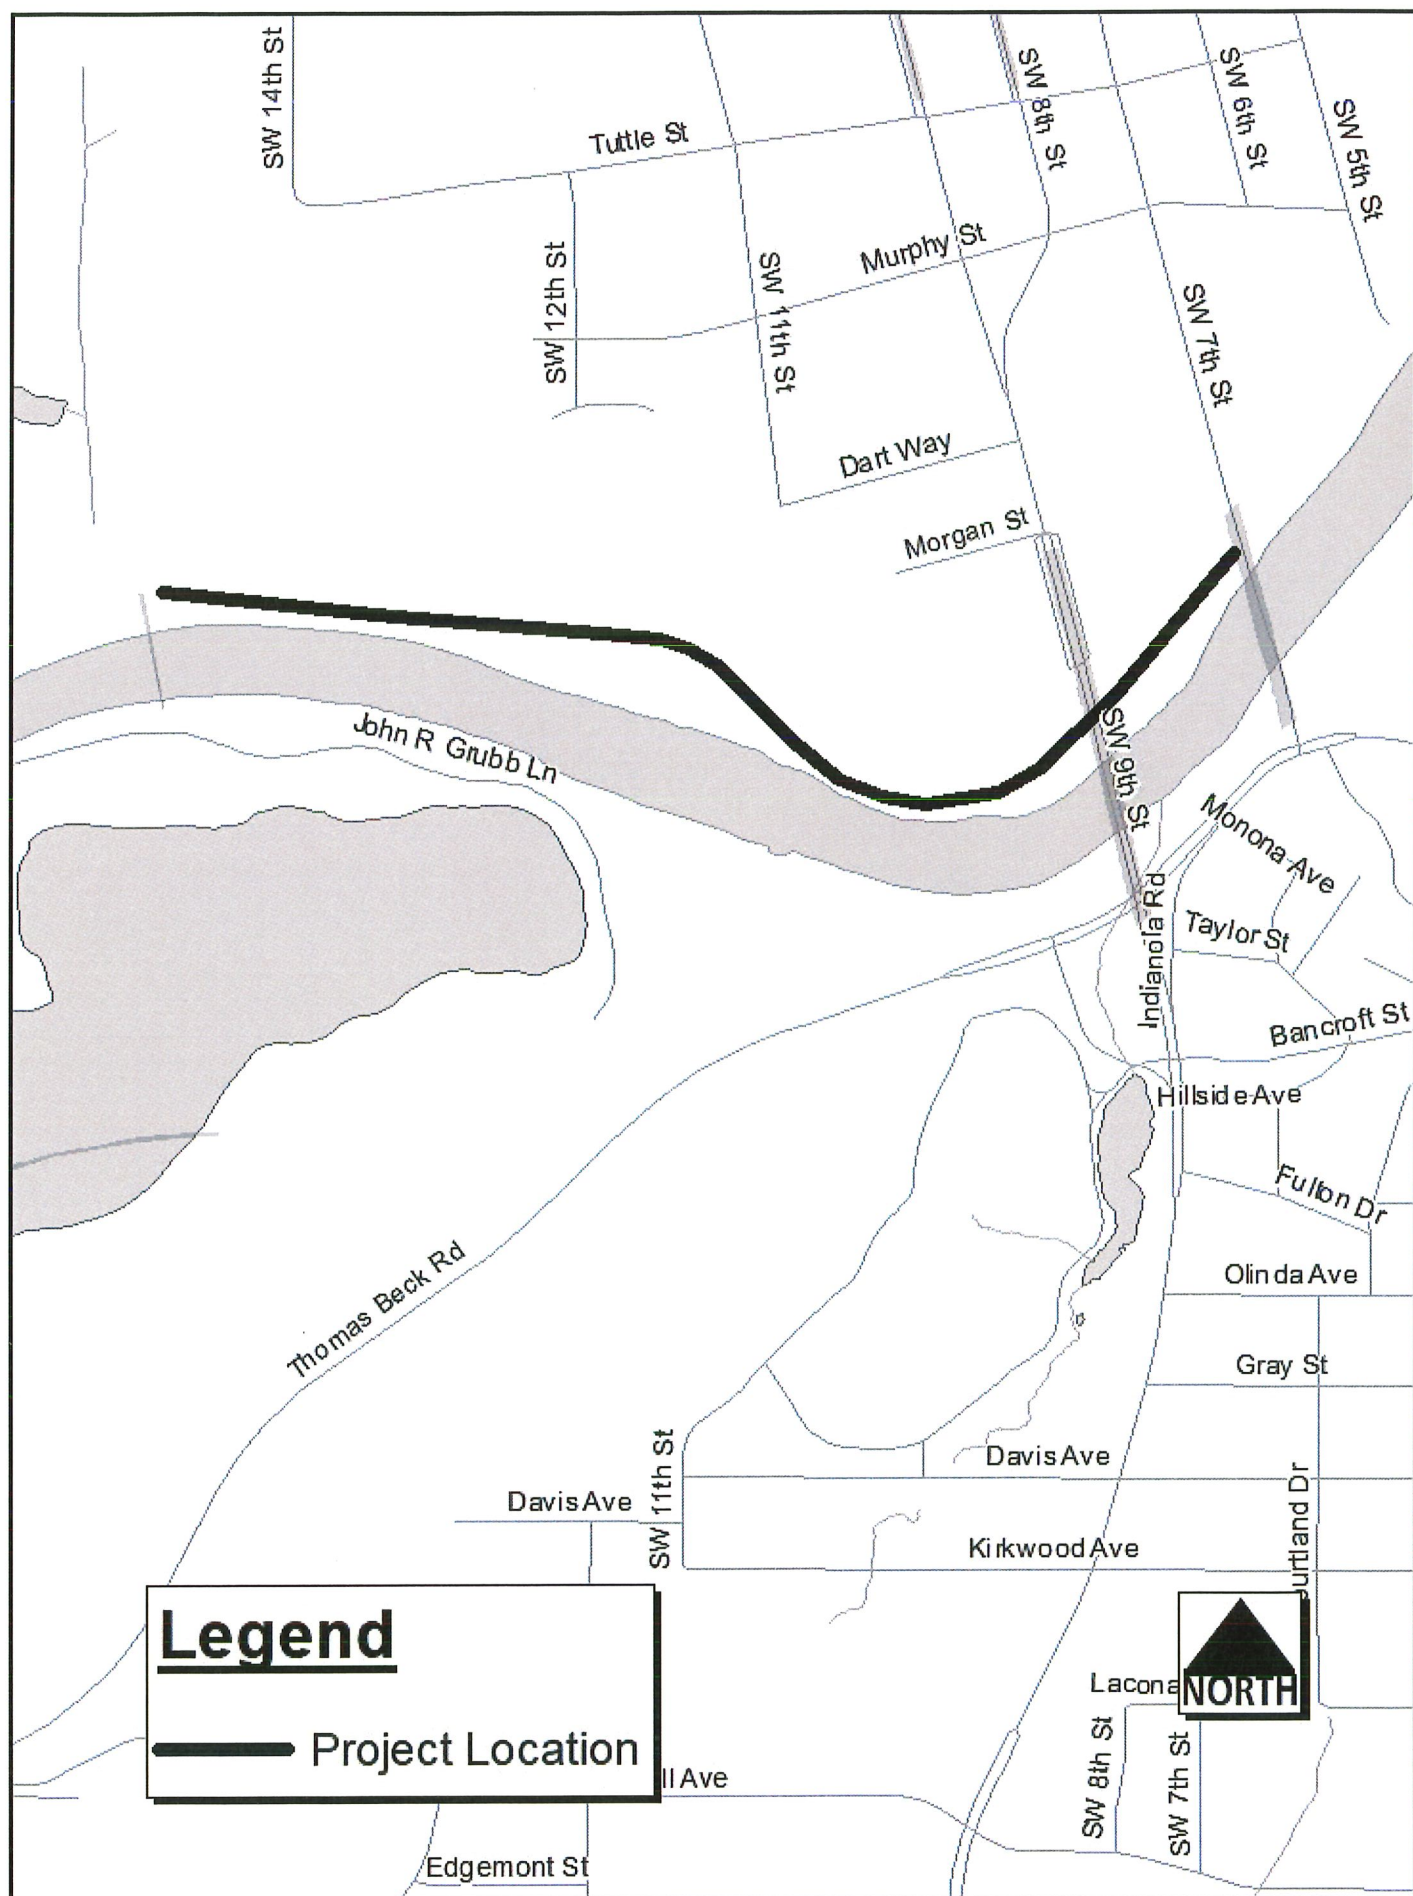 SW 14th St
SW 8th St
SW 6th St
SW 5th St
Tuttle St
Murphy St
SW 12th St
SW 11th St
SW 7th St
Dart Way
Morgan St
John R Grubb Ln
SW 9th St
Monona Ave
Indianola Rd
Taylor St
Bancroft St
Hillside Ave
Fulton Dr
Thomas Beck Rd
Olinda Ave
Gray St
SW 11th St
Davis Ave
Davis Ave
Kirkwood Ave
ourtland Dr
Legend
Project Location
Lacona
NORTH
ll Ave
SW 8th St
SW 7th St
Edgemont St